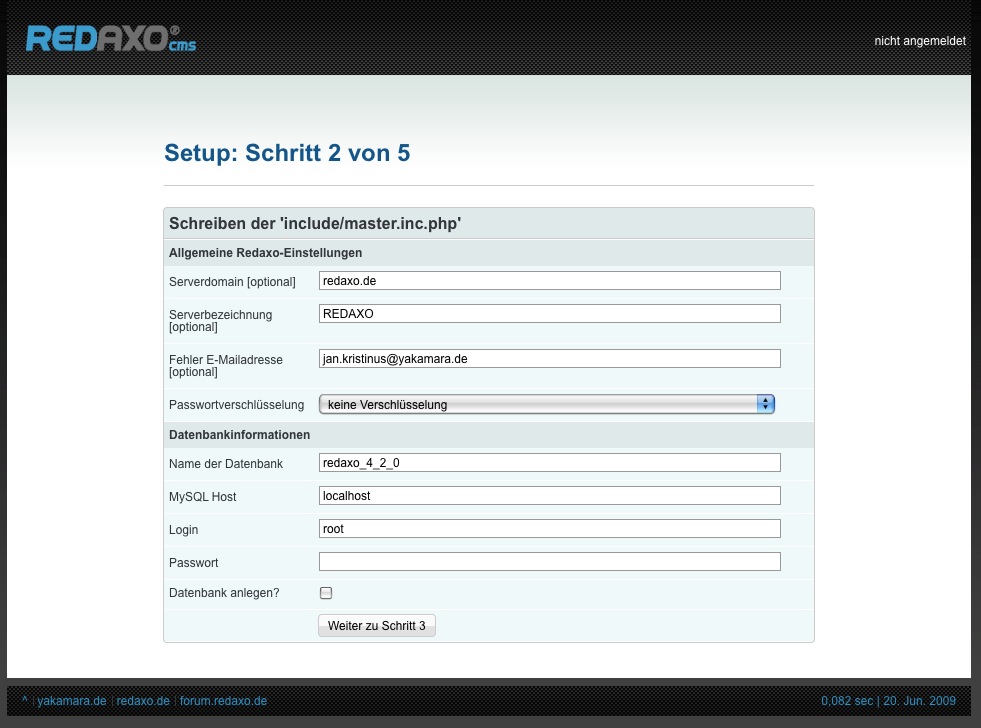 REDAXO® cms
nicht angemeldet
Setup: Schritt 2 von 5
Schreiben der 'include/master.inc.php'
Allgemeine Redaxo-Einstellungen
Serverdomain [optional] redaxo.de
Serverbezeichnung
[optional]
REDAXO
Fehler E-Mailadresse
[optional]
jan.kristinus@yakamara.de
Passwortverschlüsselung keine Verschlüsselung
Datenbankinformationen
Name der Datenbank redaxo_4_2_0
MySQL Host localhost
Login root
Passwort
Datenbank anlegen?
Weiter zu Schritt 3
^ | yakamara.de | redaxo.de | forum.redaxo.de
0,082 sec | 20. Jun. 2009